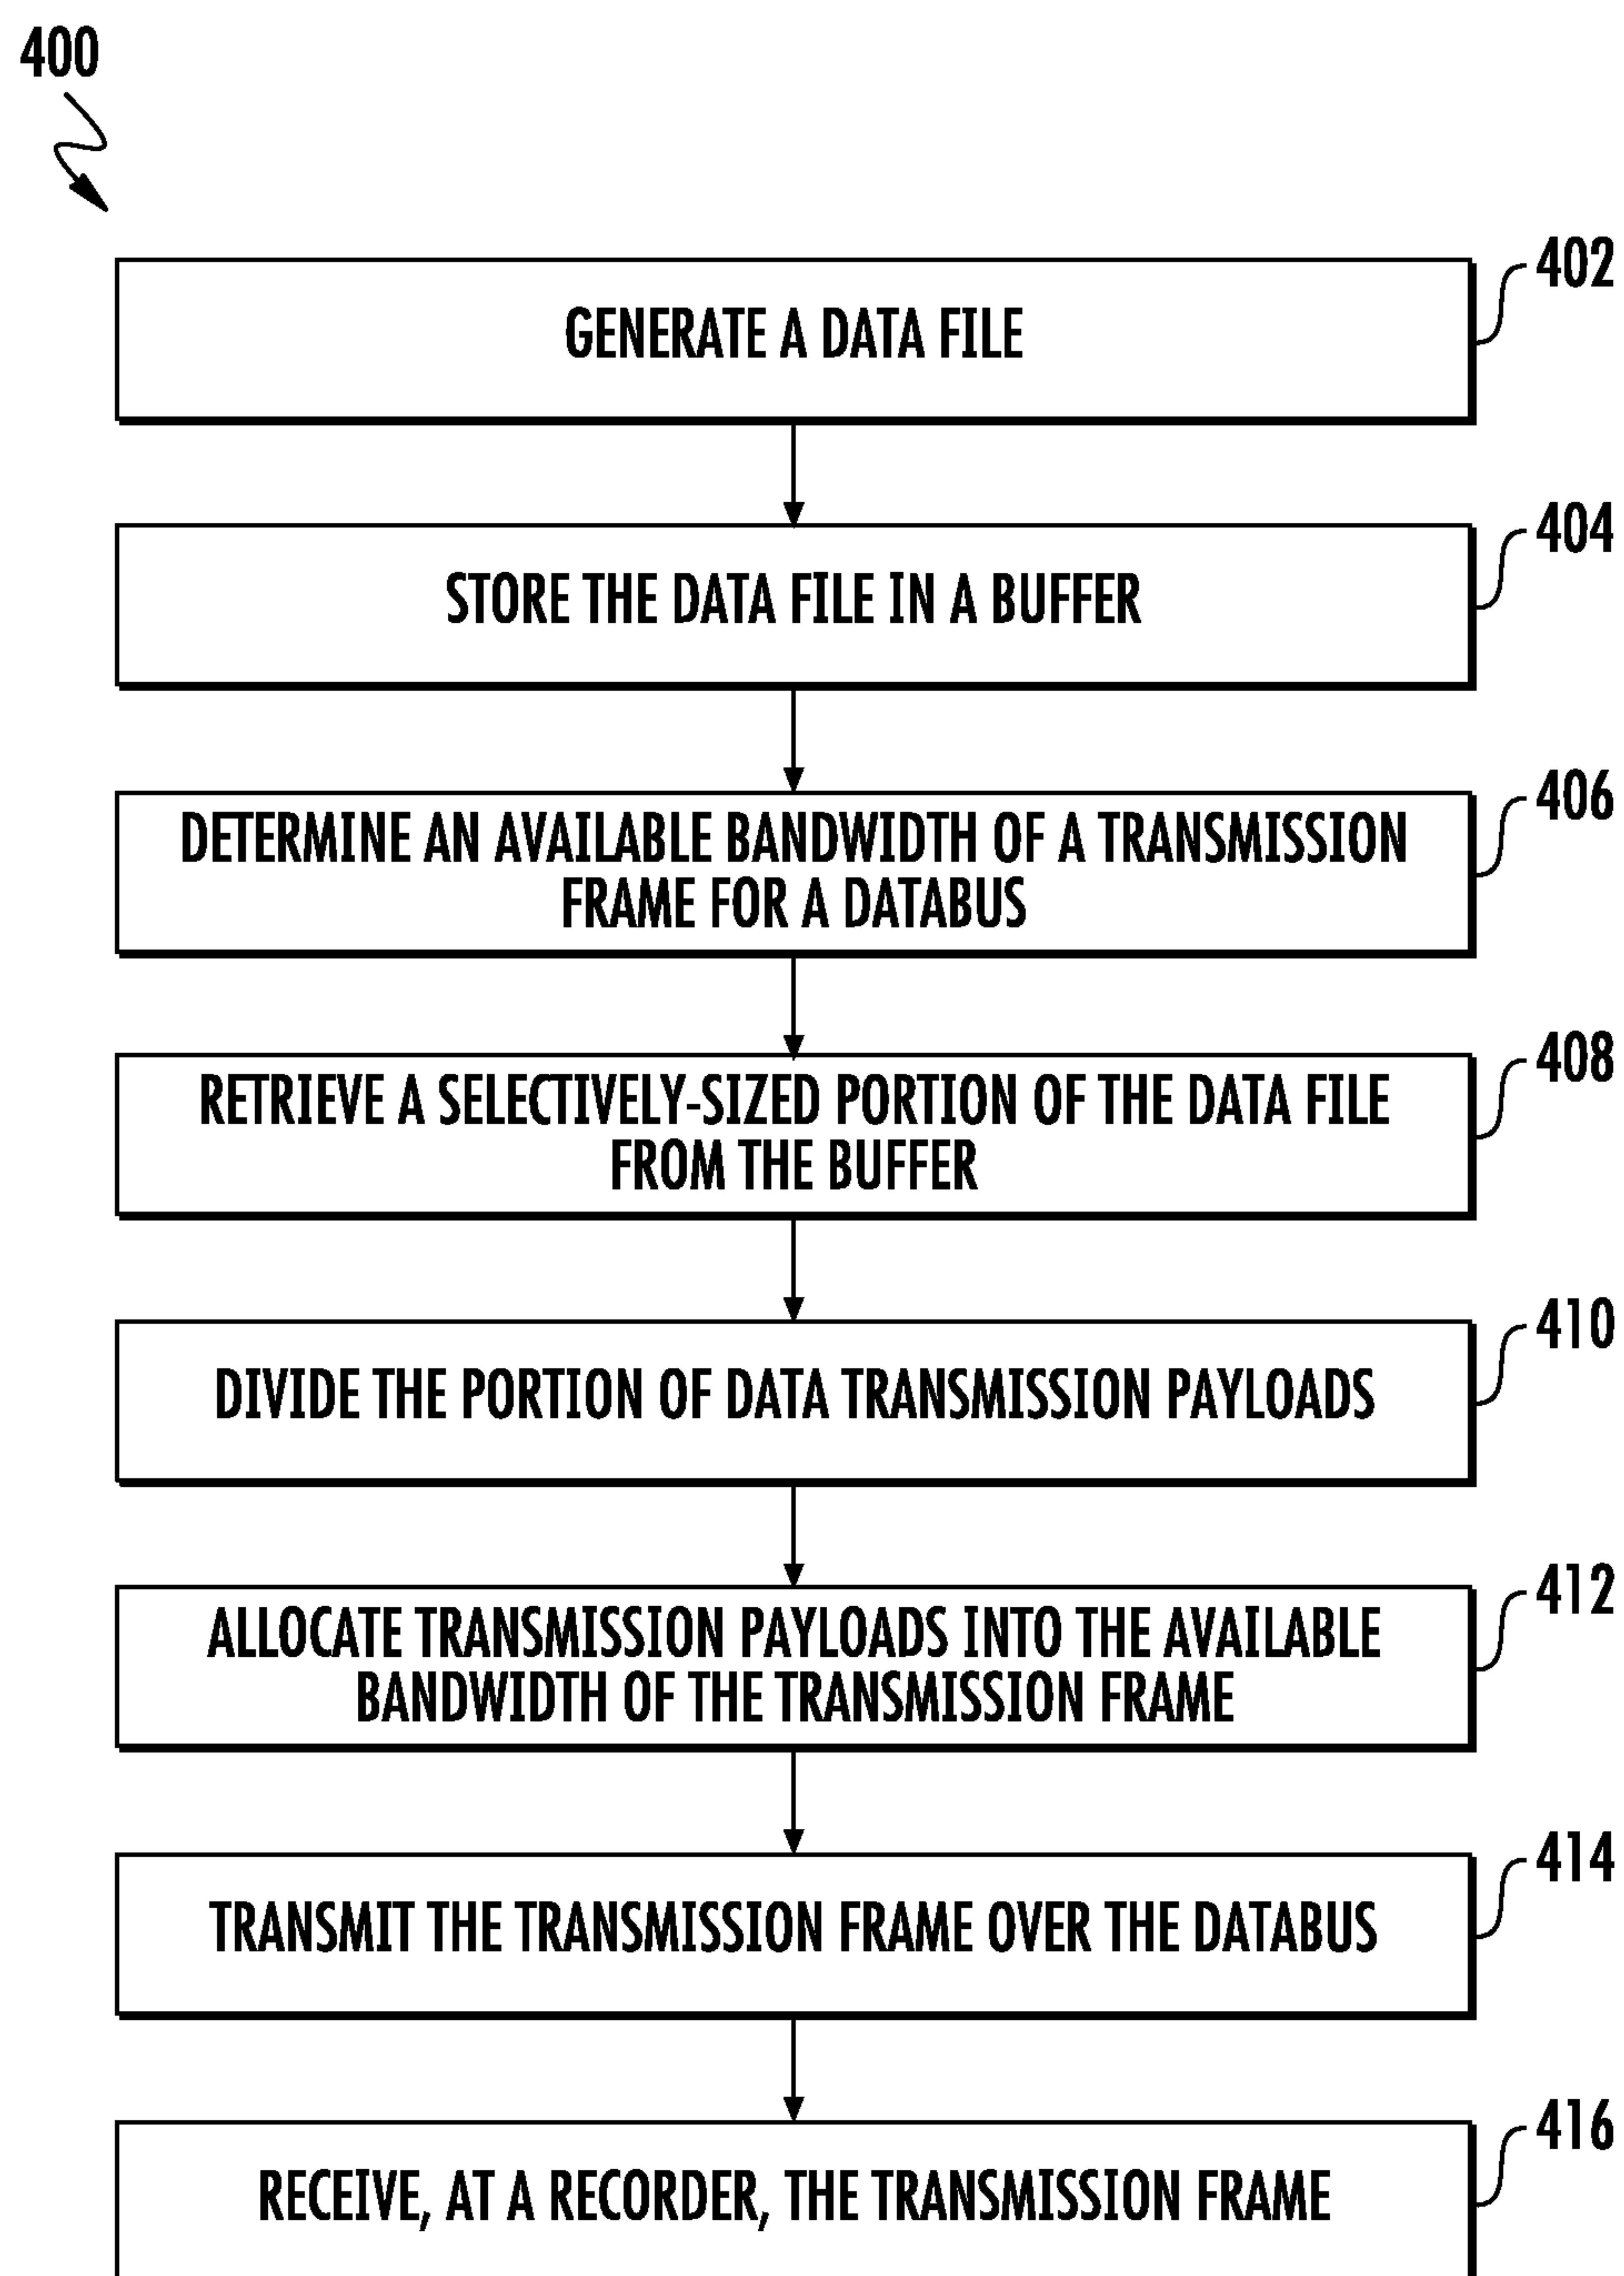 400
402
GENERATE A DATA FILE
404
STORE THE DATA FILE IN A BUFFER
406
DETERMINE AN AVAILABLE BANDWIDTH OF A TRANSMISSION
FRAME FOR A DATABUS
408
RETRIEVE A SELECTIVELY-SIZED PORTION OF THE DATA FILE
FROM THE BUFFER
410
DIVIDE THE PORTION OF DATA TRANSMISSION PAYLOADS
412
ALLOCATE TRANSMISSION PAYLOADS INTO THE AVAILABLE
BANDWIDTH OF THE TRANSMISSION FRAME
414
TRANSMIT THE TRANSMISSION FRAME OVER THE DATABUS
416
RECEIVE, AT A RECORDER, THE TRANSMISSION FRAME